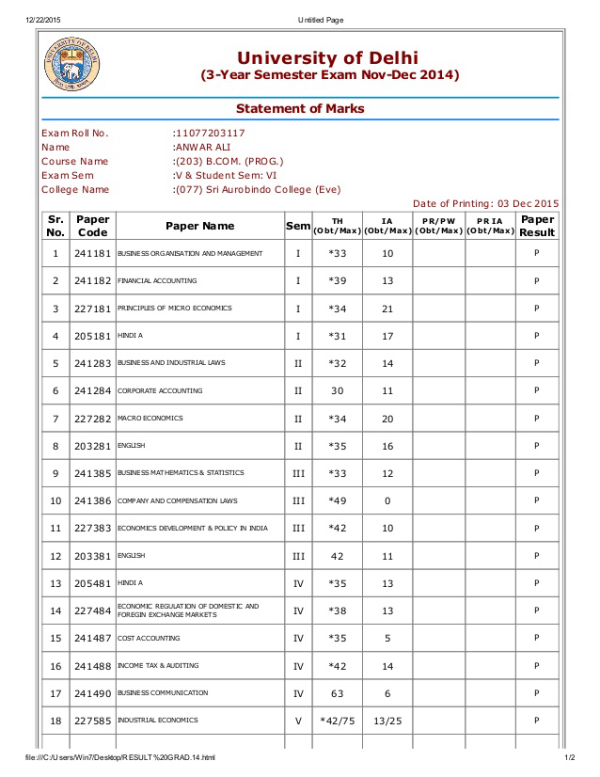 12/22/2015 Untitled Page
University of Delhi
(3-Year Semester Exam Nov-Dec 2014)
Statement of Marks
Exam Roll No. :11077203117
Name :ANWAR ALI
Course Name :(203) B.COM. (PROG.)
Exam Sem :V & Student Sem: VI
College Name :(077) Sri Aurobindo College (Eve)
Date of Printing: 03 Dec 2015
Sr. No. Paper Code Paper Name Sem TH (Obt/Max) IA (Obt/Max) PR/PW (Obt/Max) PR IA (Obt/Max) Paper Result
1 241181 BUSINESS ORGANISATION AND MANAGEMENT I *33 10 P
2 241182 FINANCIAL ACCOUNTING I *39 13 P
3 227181 PRINCIPLES OF MICRO ECONOMICS I *34 21 P
4 205181 HINDI A I *31 17 P
5 241283 BUSINESS AND INDUSTRIAL LAWS II *32 14 P
6 241284 CORPORATE ACCOUNTING II 30 11 P
7 227282 MACRO ECONOMICS II *34 20 P
8 203281 ENGLISH II *35 16 P
9 241385 BUSINESS MATHEMATICS & STATISTICS III *33 12 P
10 241386 COMPANY AND COMPENSATION LAWS III *49 0 P
11 227383 ECONOMICS DEVELOPMENT & POLICY IN INDIA III *42 10 P
12 203381 ENGLISH III 42 11 P
13 205481 HINDI A IV *35 13 P
14 227484 ECONOMIC REGULATION OF DOMESTIC AND FOREGIN EXCHANGE MARKETS IV *38 13 P
15 241487 COST ACCOUNTING IV *35 5 P
16 241488 INCOME TAX & AUDITING IV *42 14 P
17 241490 BUSINESS COMMUNICATION IV 63 6 P
18 227585 INDUSTRIAL ECONOMICS V *42/75 13/25 P
file:///C:/Users/Win7/Desktop/RESULT%20GRAD.14.html 1/2